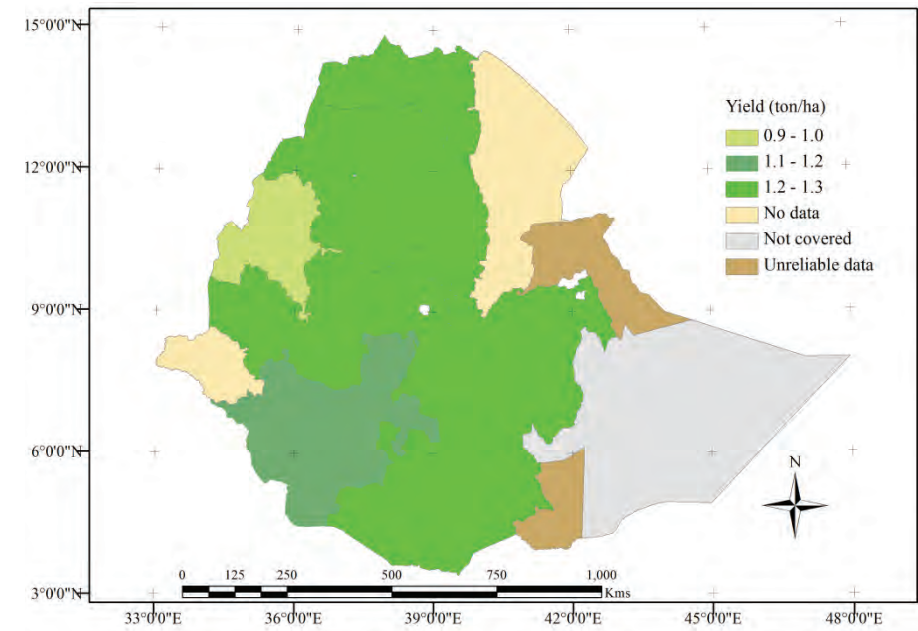 15°0'0"N
12°0'0"N
9°0'0"N
6°0'0"N
3°0'0"N
Yield (ton/ha)
0.9 - 1.0
1.1 - 1.2
1.2 - 1.3
No data
Not covered
Unreliable data
N
0 125 250 500 750 1,000
Kms
33°0'0"E 36°0'0"E 39°0'0"E 42°0'0"E 45°0'0"E 48°0'0"E